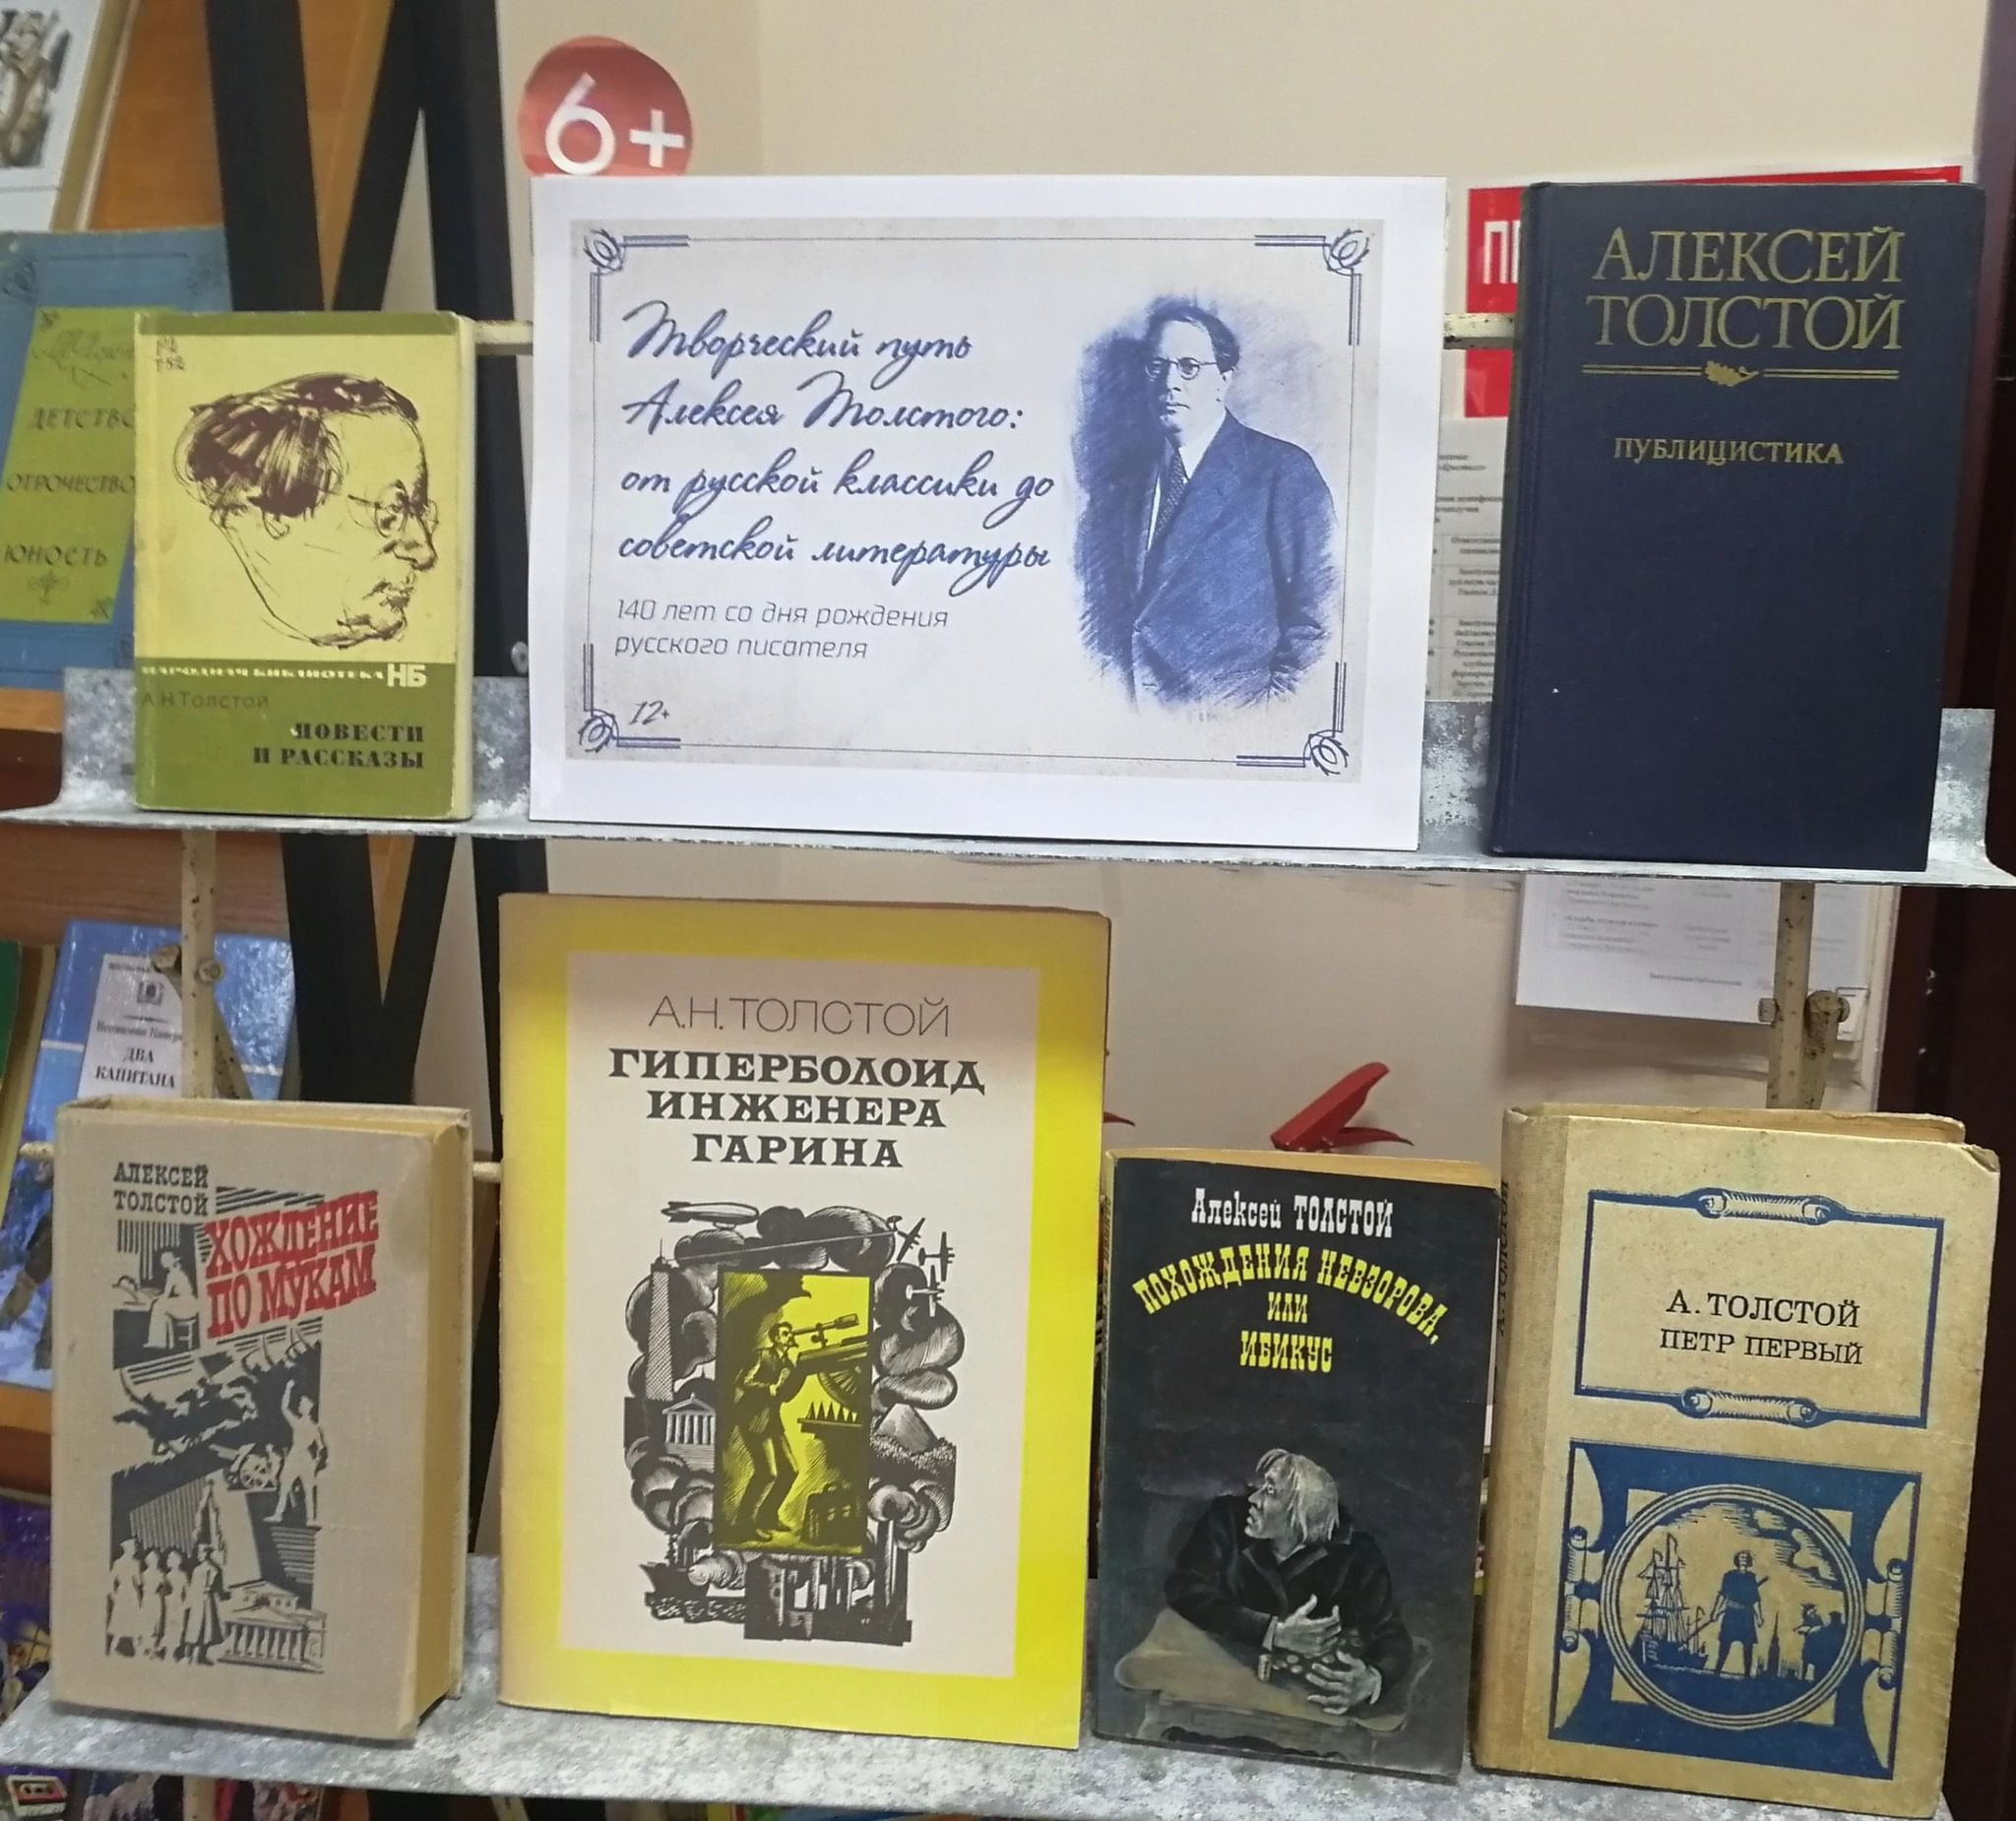 6+
Творческий путь
Алексея Толстого:
от русской классики до
советской литературы
140 лет со дня рождения
русского писателя
12+
АЛЕКСЕЙ
ТОЛСТОЙ
ПУБЛИЦИСТИКА
ДЕТСТВО
ОТРОЧЕСТВО
ЮНОСТЬ
Р2
Т52
НАРОДНАЯ БИБЛИОТЕКА НБ
А.Н.Толстой
ПОВЕСТИ
И РАССКАЗЫ
ДВА
КАПИТАНА
АЛЕКСЕЙ
ТОЛСТОЙ
ХОЖДЕНИЕ
ПО МУКАМ
А.Н.ТОЛСТОЙ
ГИПЕРБОЛОИД
ИНЖЕНЕРА
ГАРИНА
Алексей ТОЛСТОЙ
ПОХОЖДЕНИЯ НЕВЗОРОВА,
ИЛИ
ИБИКУС
А. ТОЛСТОЙ
ПЕТР ПЕРВЫЙ